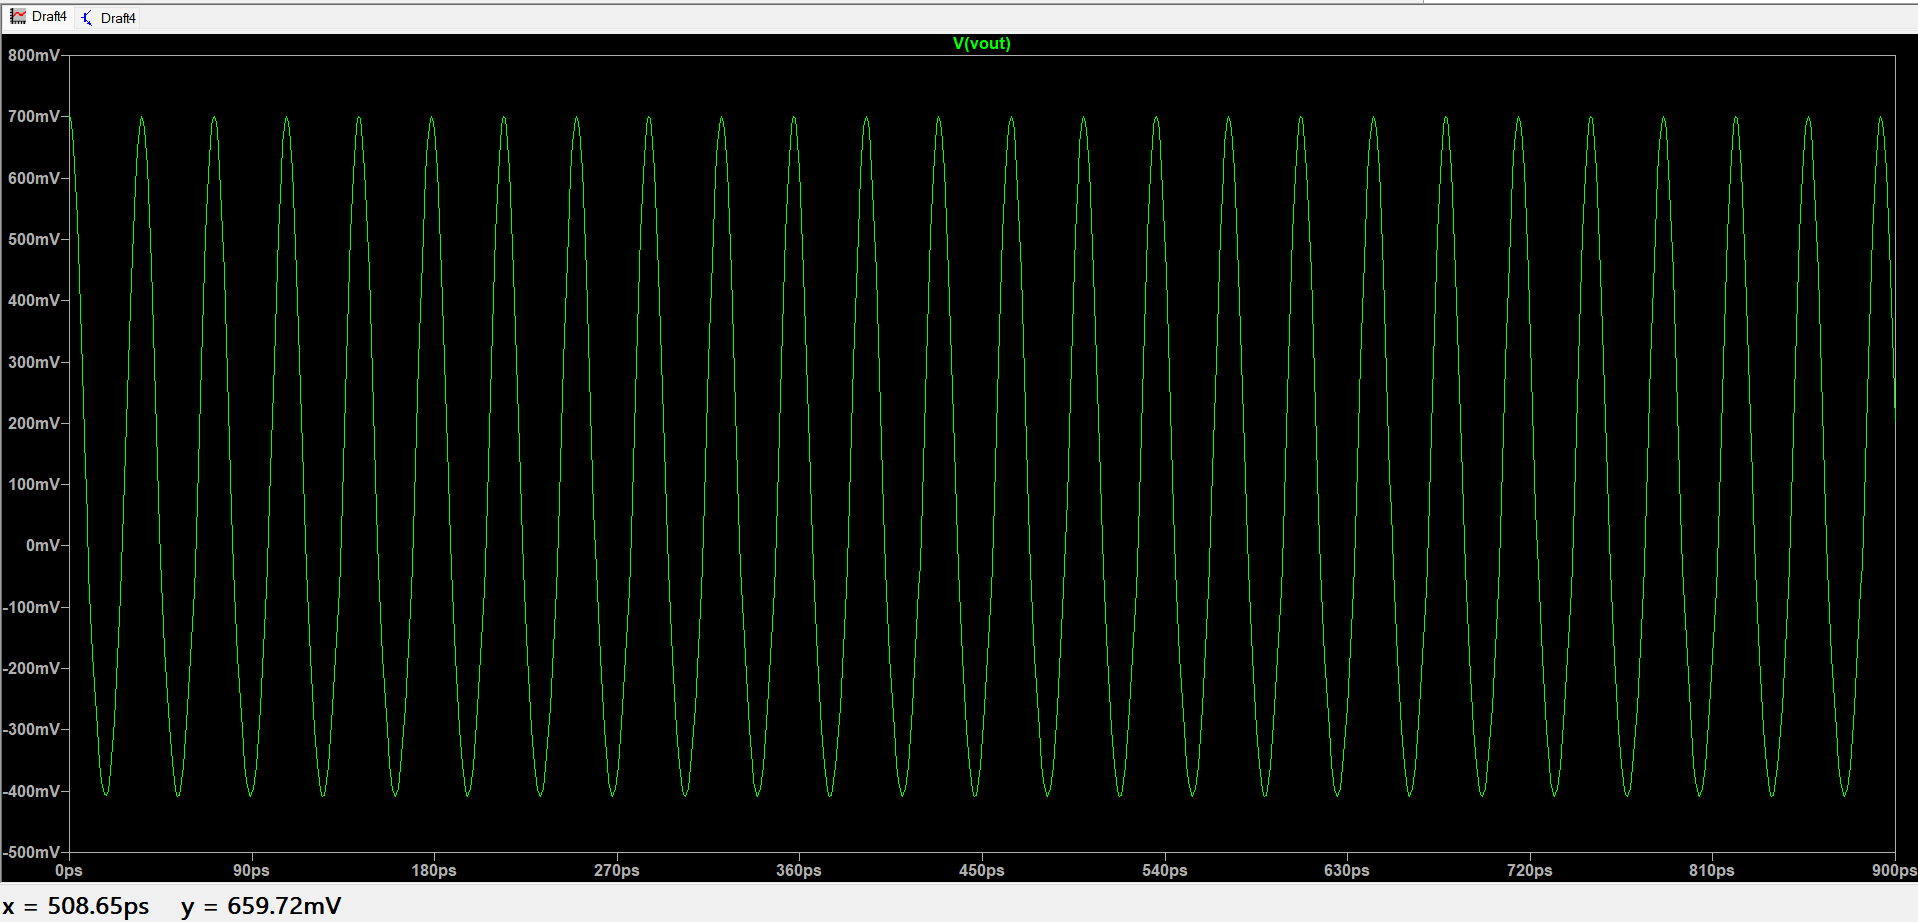 Draft4 Draft4
V(vout)
800mV
700mV
600mV
500mV
400mV
300mV
200mV
100mV
0mV
-100mV
-200mV
-300mV
-400mV
-500mV
0ps 90ps 180ps 270ps 360ps 450ps 540ps 630ps 720ps 810ps 900ps
x = 508.65ps y = 659.72mV